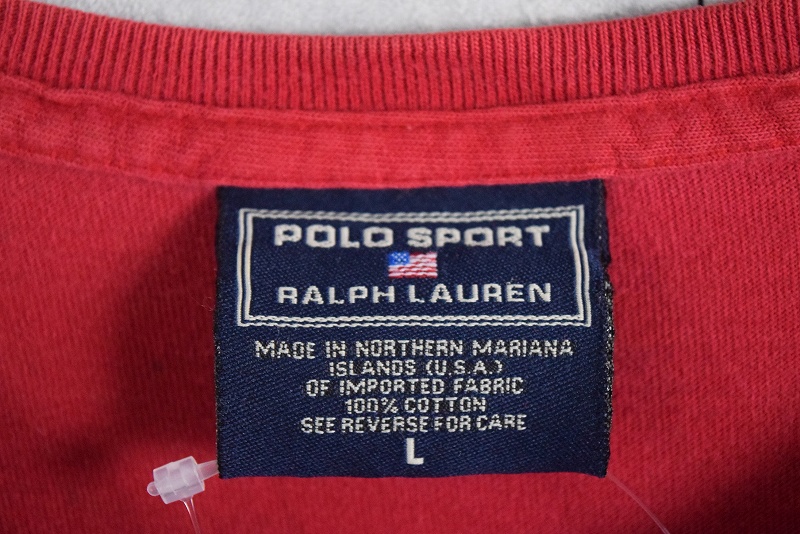 POLO SPORT
RALPH LAUREN
MADE IN NORTHERN MARIANA
ISLANDS (U.S.A.)
OF IMPORTED FABRIC
100% COTTON
SEE REVERSE FOR CARE
L